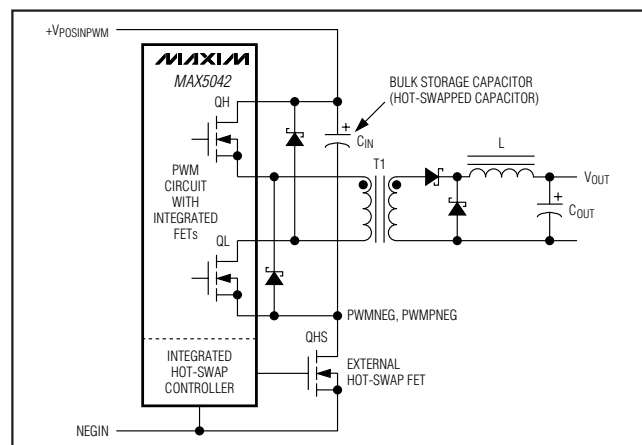 +VPOSINPWM
MAXIM
MAX5042
QH
BULK STORAGE CAPACITOR
(HOT-SWAPPED CAPACITOR)
+
CIN
T1
L
VOUT
PWM
CIRCUIT
WITH
INTEGRATED
FETs
+
COUT
QL
PWMNEG, PWMPNEG
QHS
INTEGRATED
HOT-SWAP
CONTROLLER
EXTERNAL
HOT-SWAP FET
NEGIN